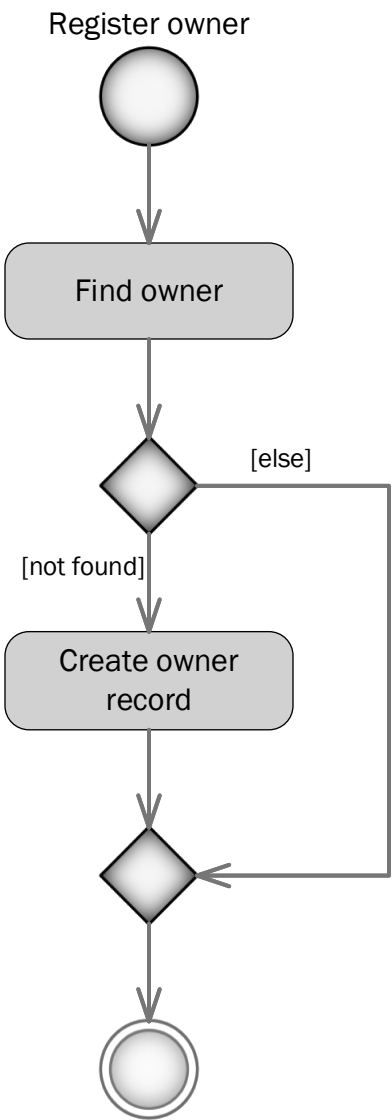 Register owner
Find owner
[else]
[not found]
Create owner
record